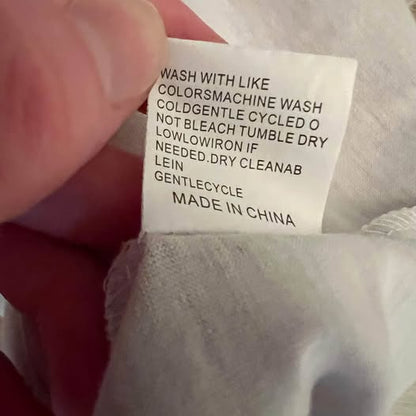 WASH WITH LIKE
COLORSMACHINE WASH
COLDGENTLE CYCLED O
NOT BLEACH TUMBLE DRY
LOWLOWIRON IF
NEEDED.DRY CLEANAB
LEIN
GENTLECYCLE
MADE IN CHINA